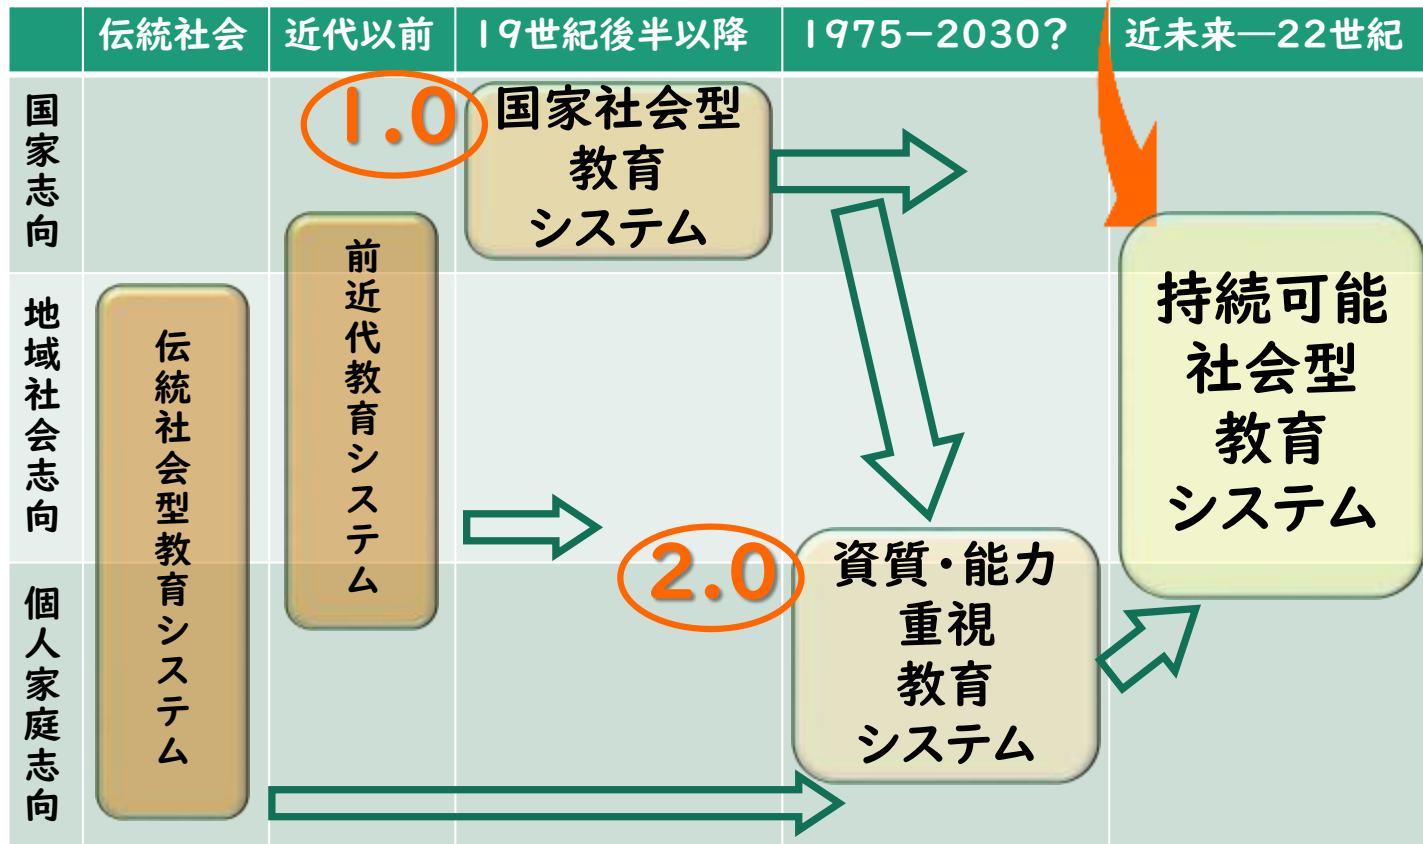 伝統社会
近代以前
19世紀後半以降
1975−2030?
近未来―22世紀
国家志向
1.0
国家社会型
教育
システム
前近代教育システム
地域社会志向
伝統社会型教育システム
持続可能
社会型
教育
システム
個人家庭志向
2.0
資質・能力
重視
教育
システム